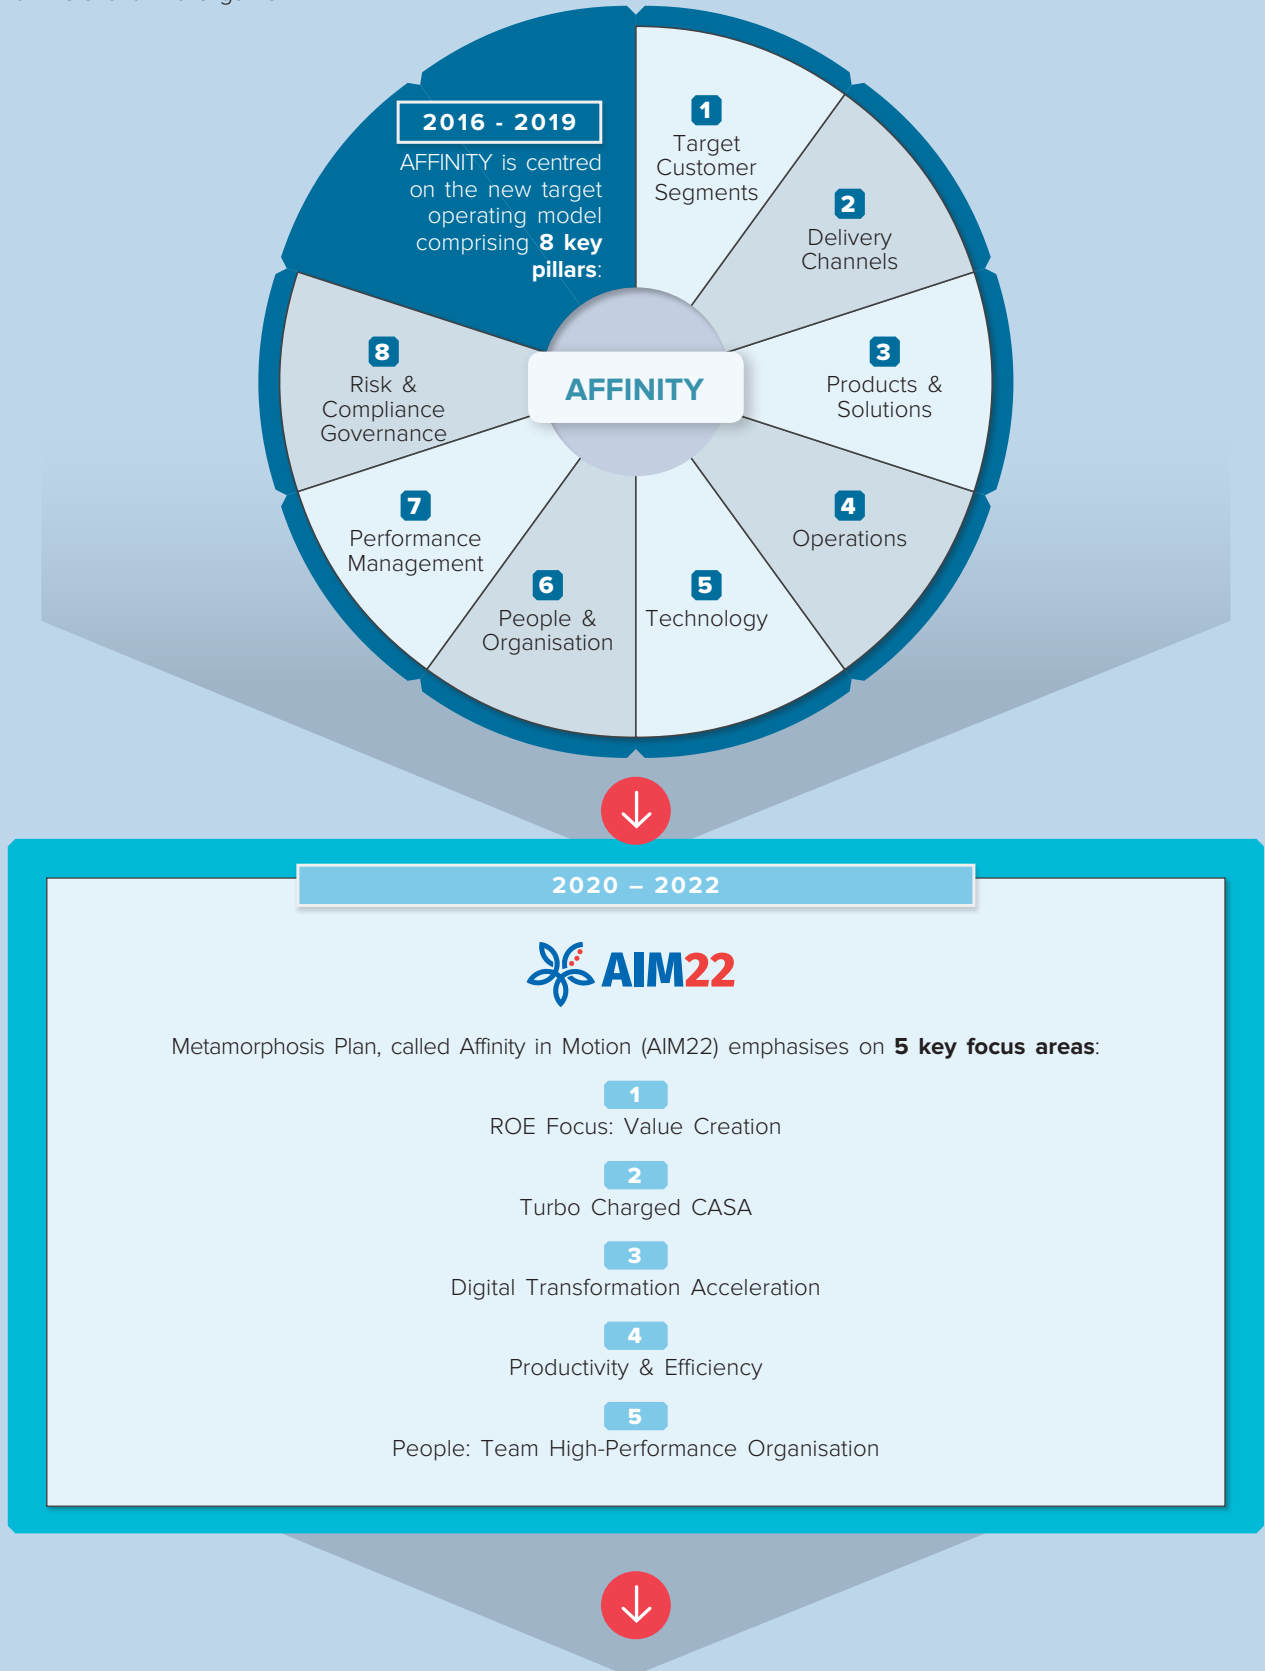 2016 - 2019
AFFINITY is centred
on the new target
operating model
comprising 8 key
pillars:
1
Target
Customer
Segments
2
Delivery
Channels
3
Products &
Solutions
4
Operations
5
Technology
6
People &
Organisation
7
Performance
Management
8
Risk &
Compliance
Governance
AFFINITY
2020 – 2022
AIM22
Metamorphosis Plan, called Affinity in Motion (AIM22) emphasises on 5 key focus areas:
1
ROE Focus: Value Creation
2
Turbo Charged CASA
3
Digital Transformation Acceleration
4
Productivity & Efficiency
5
People: Team High-Performance Organisation